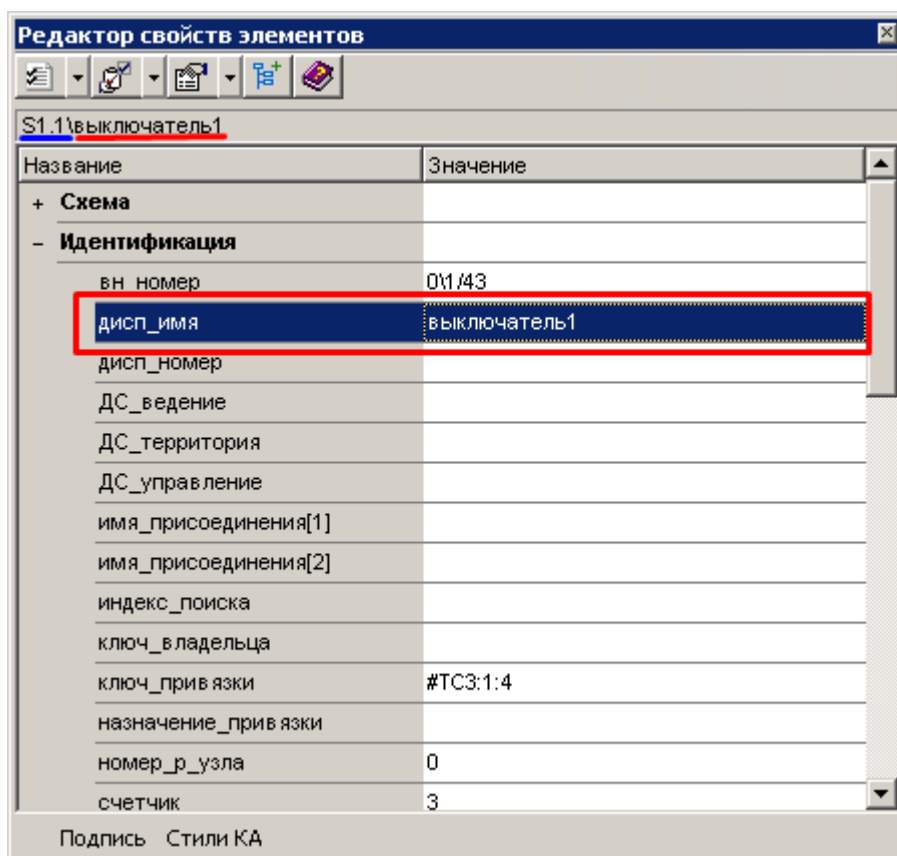 Редактор свойств элементов
S1.1\выключатель1
Название Значение
+ Схема
– Идентификация
вн_номер 0\1/43
дисп_имя выключатель1
дисп_номер
ДС_ведение
ДС_территория
ДС_управление
имя_присоединения[1]
имя_присоединения[2]
индекс_поиска
ключ_владельца
ключ_привязки #ТС3:1:4
назначение_привязки
номер_р_узла 0
счетчик 3
Подпись Стили КА